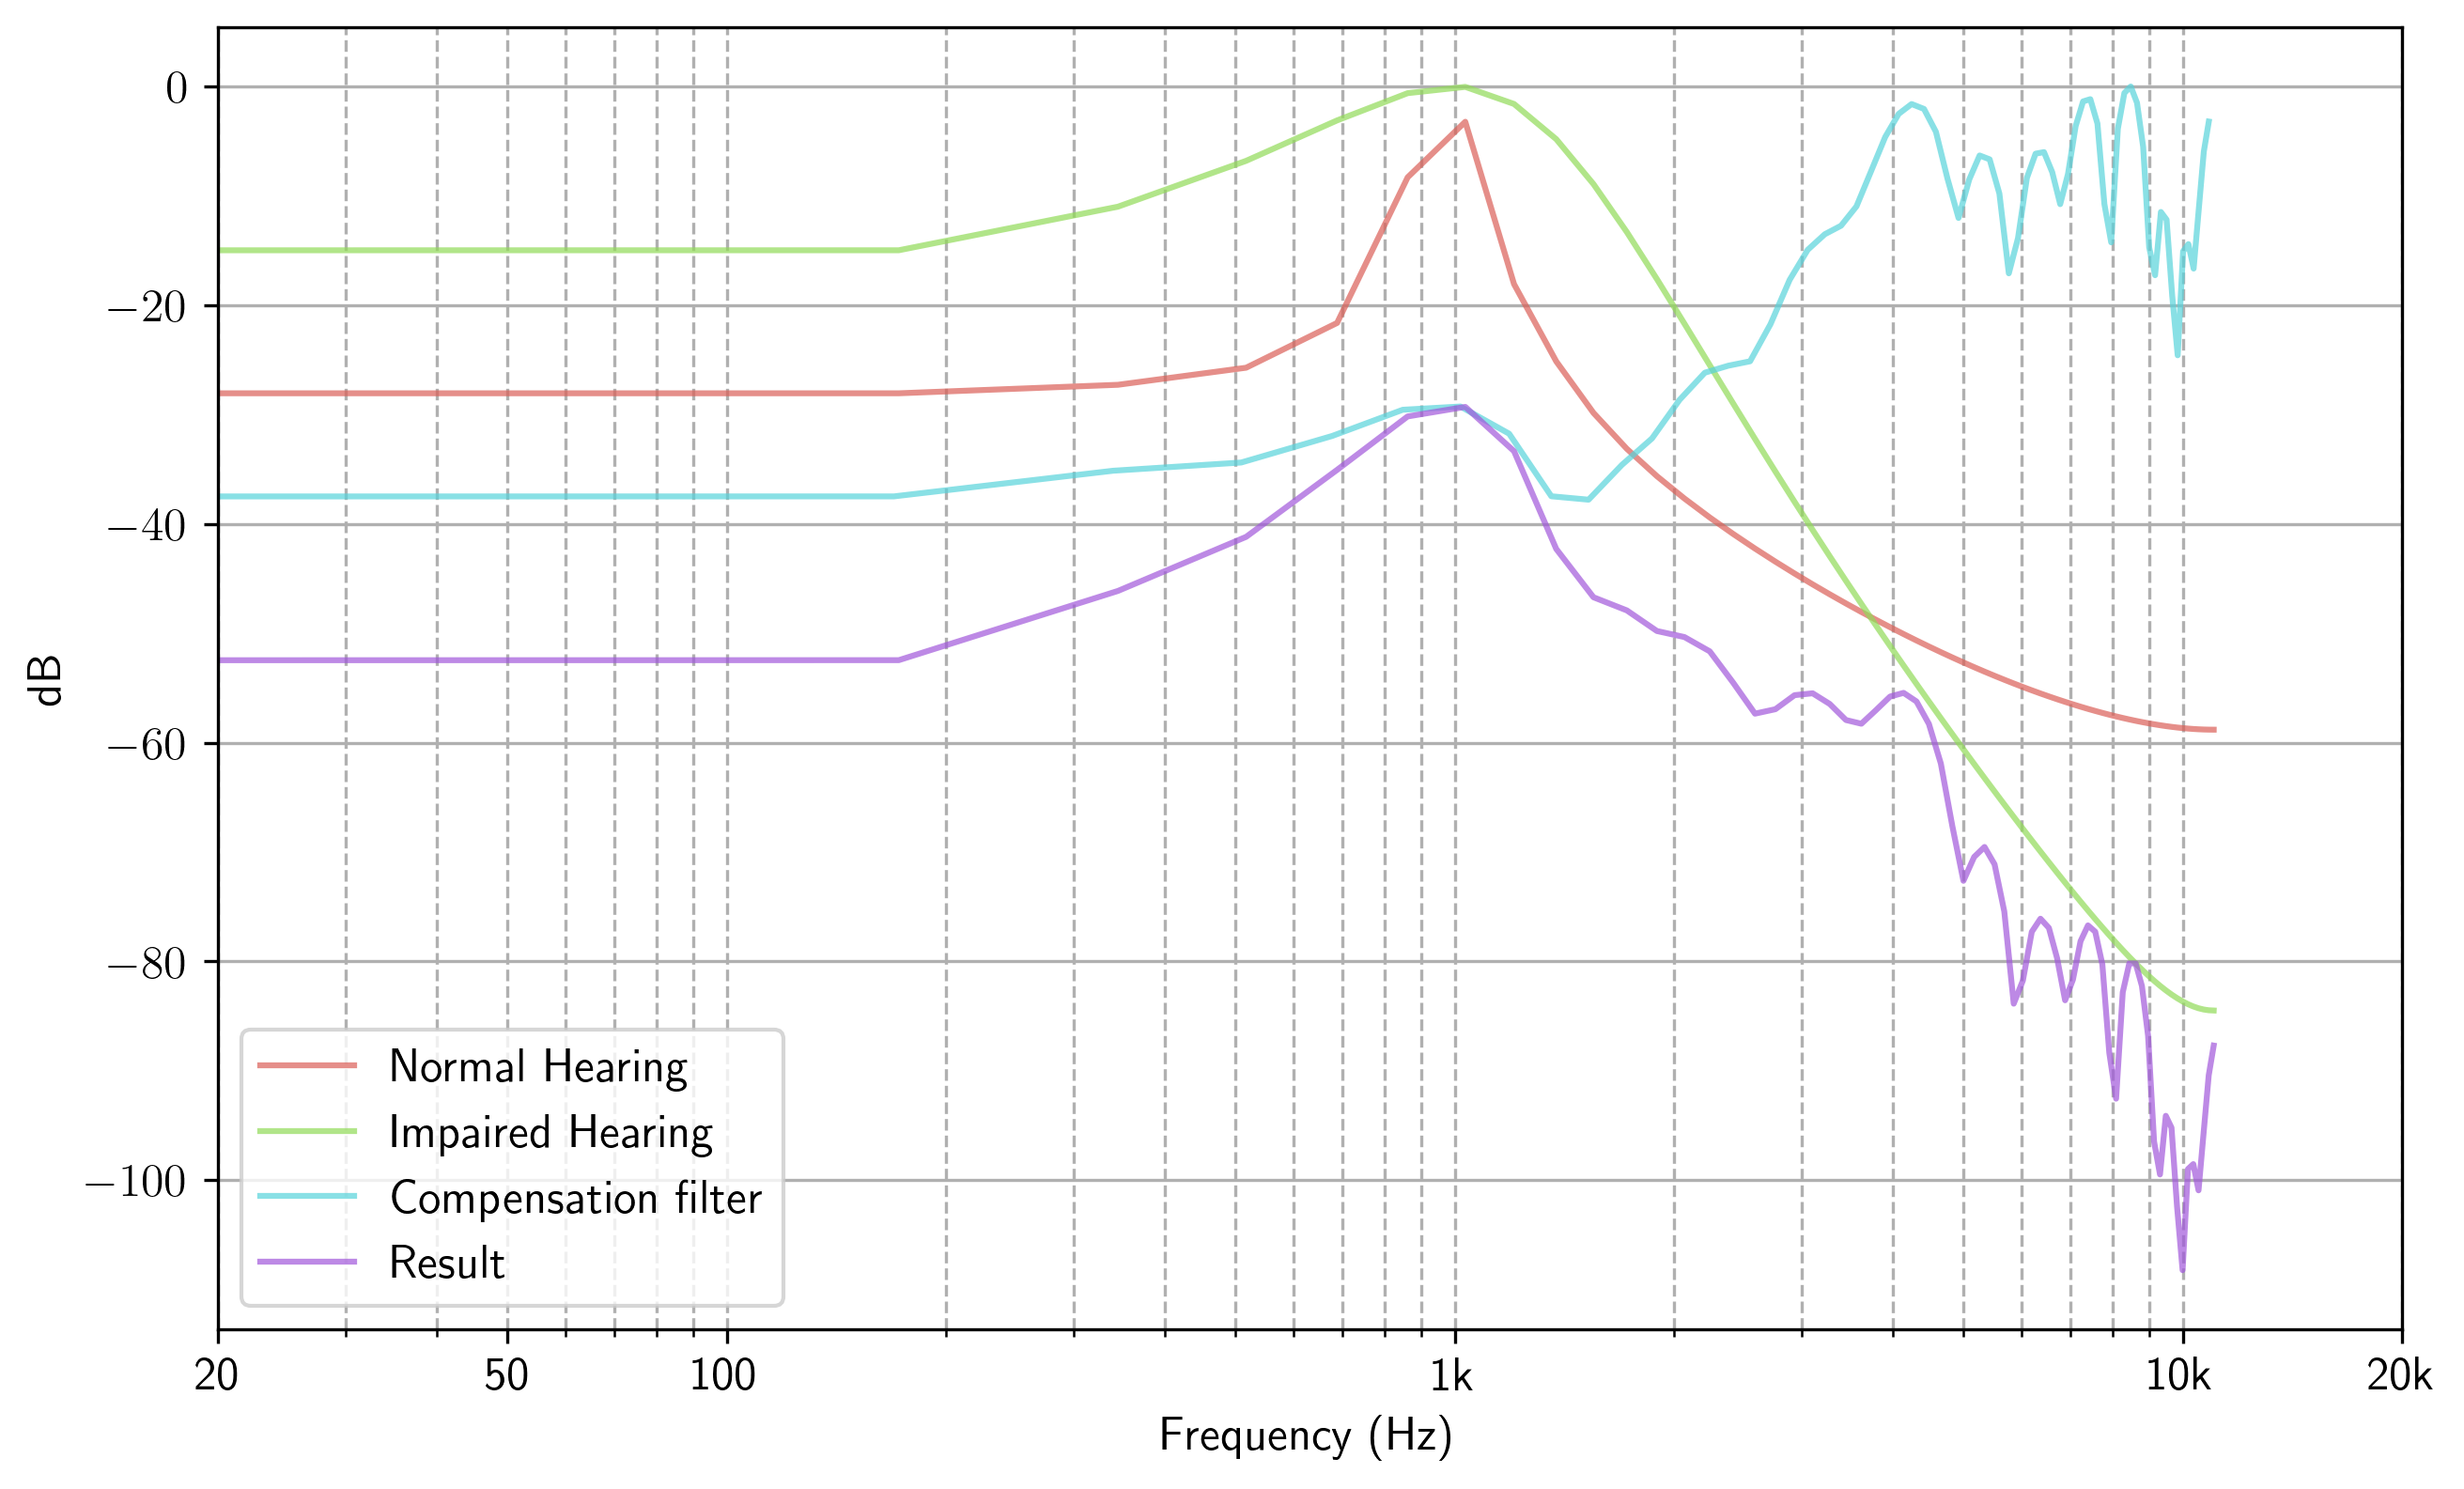 0
−20
−40
−60
−80
−100
dB
Normal Hearing
Impaired Hearing
Compensation filter
Result
20 50 100 1k 10k 20k
Frequency (Hz)